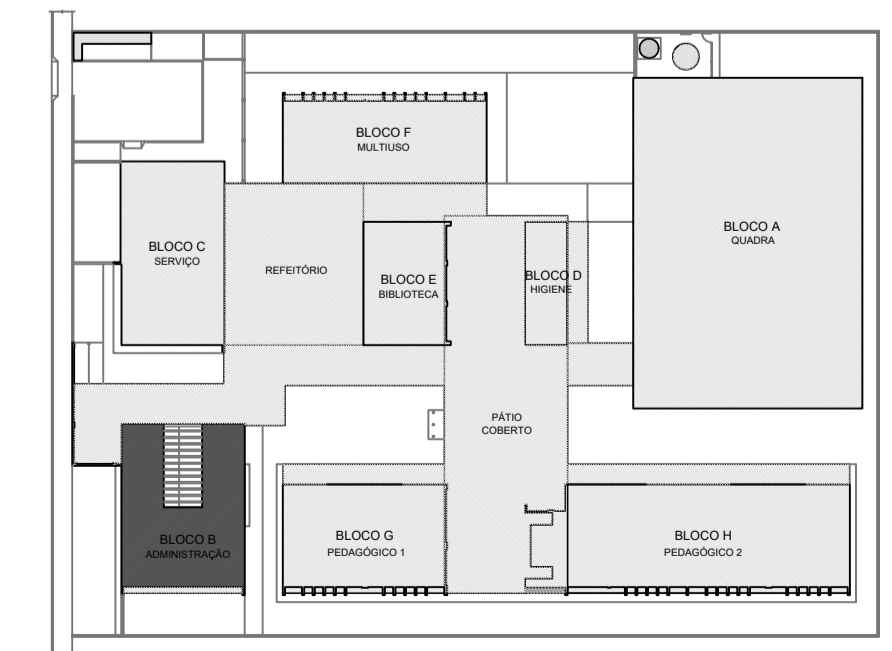 BLOCO F
MULTIUSO
BLOCO A
QUADRA
BLOCO C
SERVIÇO
REFEITÓRIO
BLOCO E
BIBLIOTECA
BLOCO D
HIGIENE
PÁTIO
COBERTO
BLOCO B
ADMINISTRAÇÃO
BLOCO G
PEDAGÓGICO 1
BLOCO H
PEDAGÓGICO 2